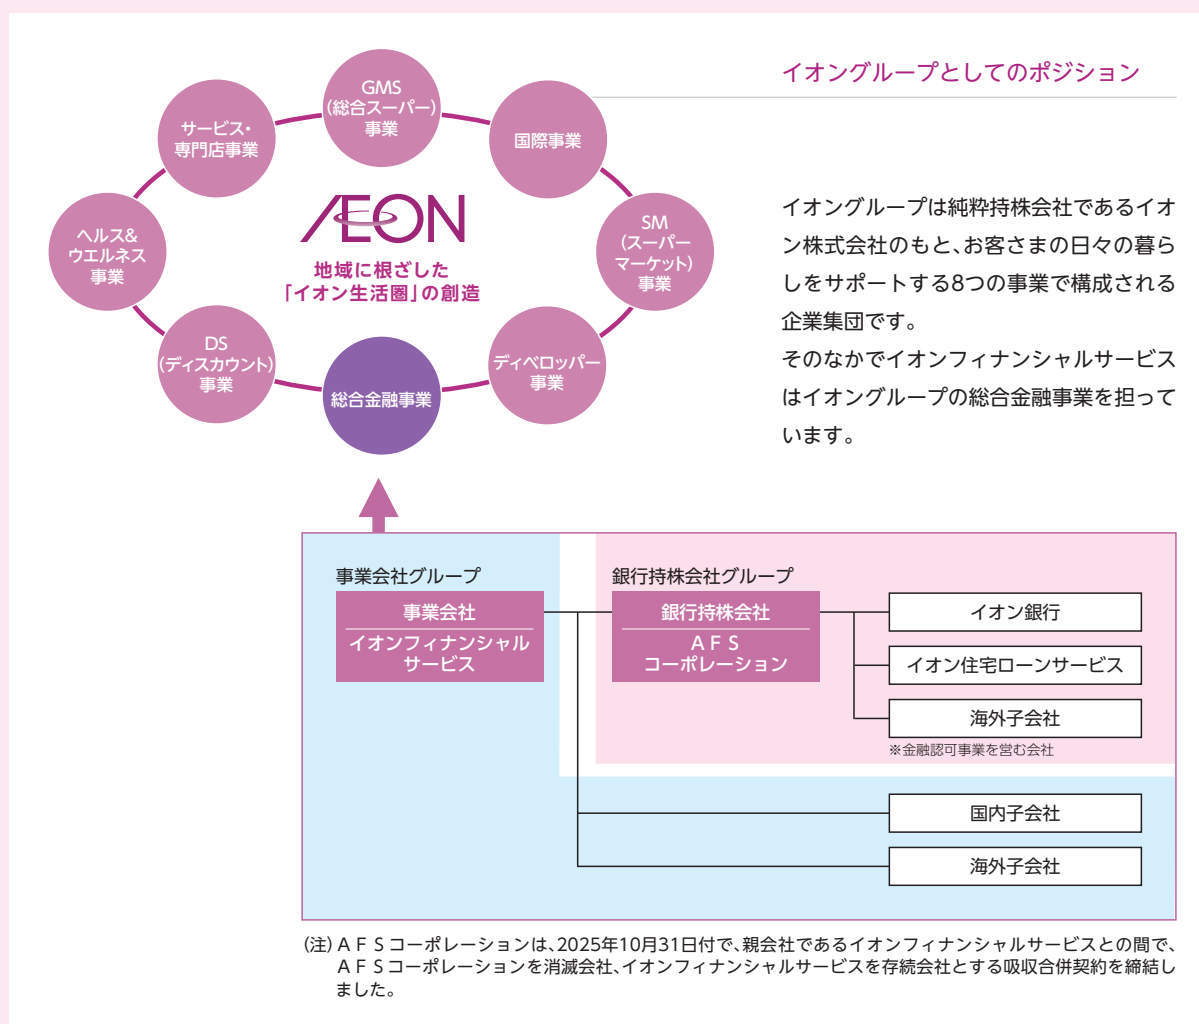 イオングループとしてのポジション
GMS
(総合スーパー)
事業
サービス・
専門店事業
国際事業
ÆON
地域に根ざした
「イオン生活圏」の創造
ヘルス&
ウエルネス
事業
SM
(スーパー
マーケット)
事業
DS
(ディスカウント)
事業
総合金融事業
ディベロッパー
事業
イオングループは純粋持株会社であるイオ
ン株式会社のもと、お客さまの日々の暮ら
しをサポートする8つの事業で構成される
企業集団です。
そのなかでイオンフィナンシャルサービス
はイオングループの総合金融事業を担って
います。
事業会社グループ
事業会社
イオンフィナンシャル
サービス
銀行持株会社グループ
銀行持株会社
AFS
コーポレーション
イオン銀行
イオン住宅ローンサービス
海外子会社
※金融認可事業を営む会社
国内子会社
海外子会社
(注)AFSコーポレーションは、2025年10月31日付で、親会社であるイオンフィナンシャルサービスとの間で、
AFSコーポレーションを消滅会社、イオンフィナンシャルサービスを存続会社とする吸収合併契約を締結し
ました。